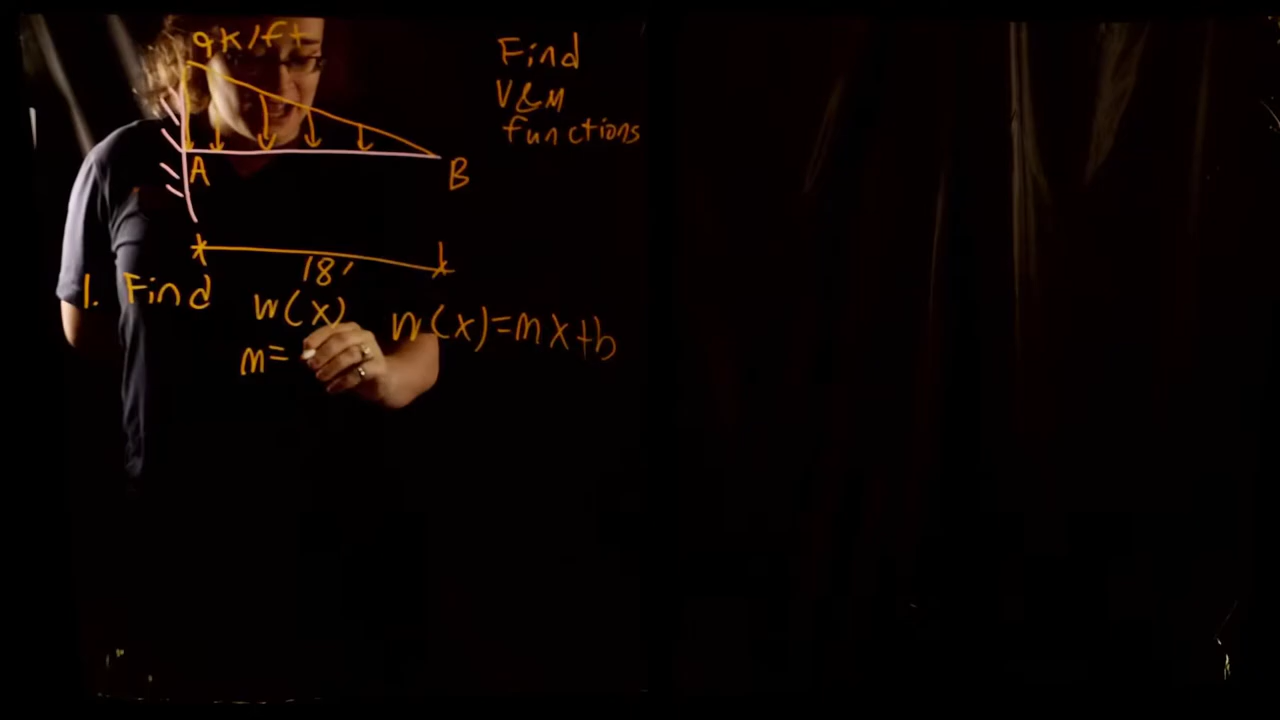 9k/ft
Find
V&M
functions
A
B
18'
1. Find w(x) w(x)=mx+b
m=